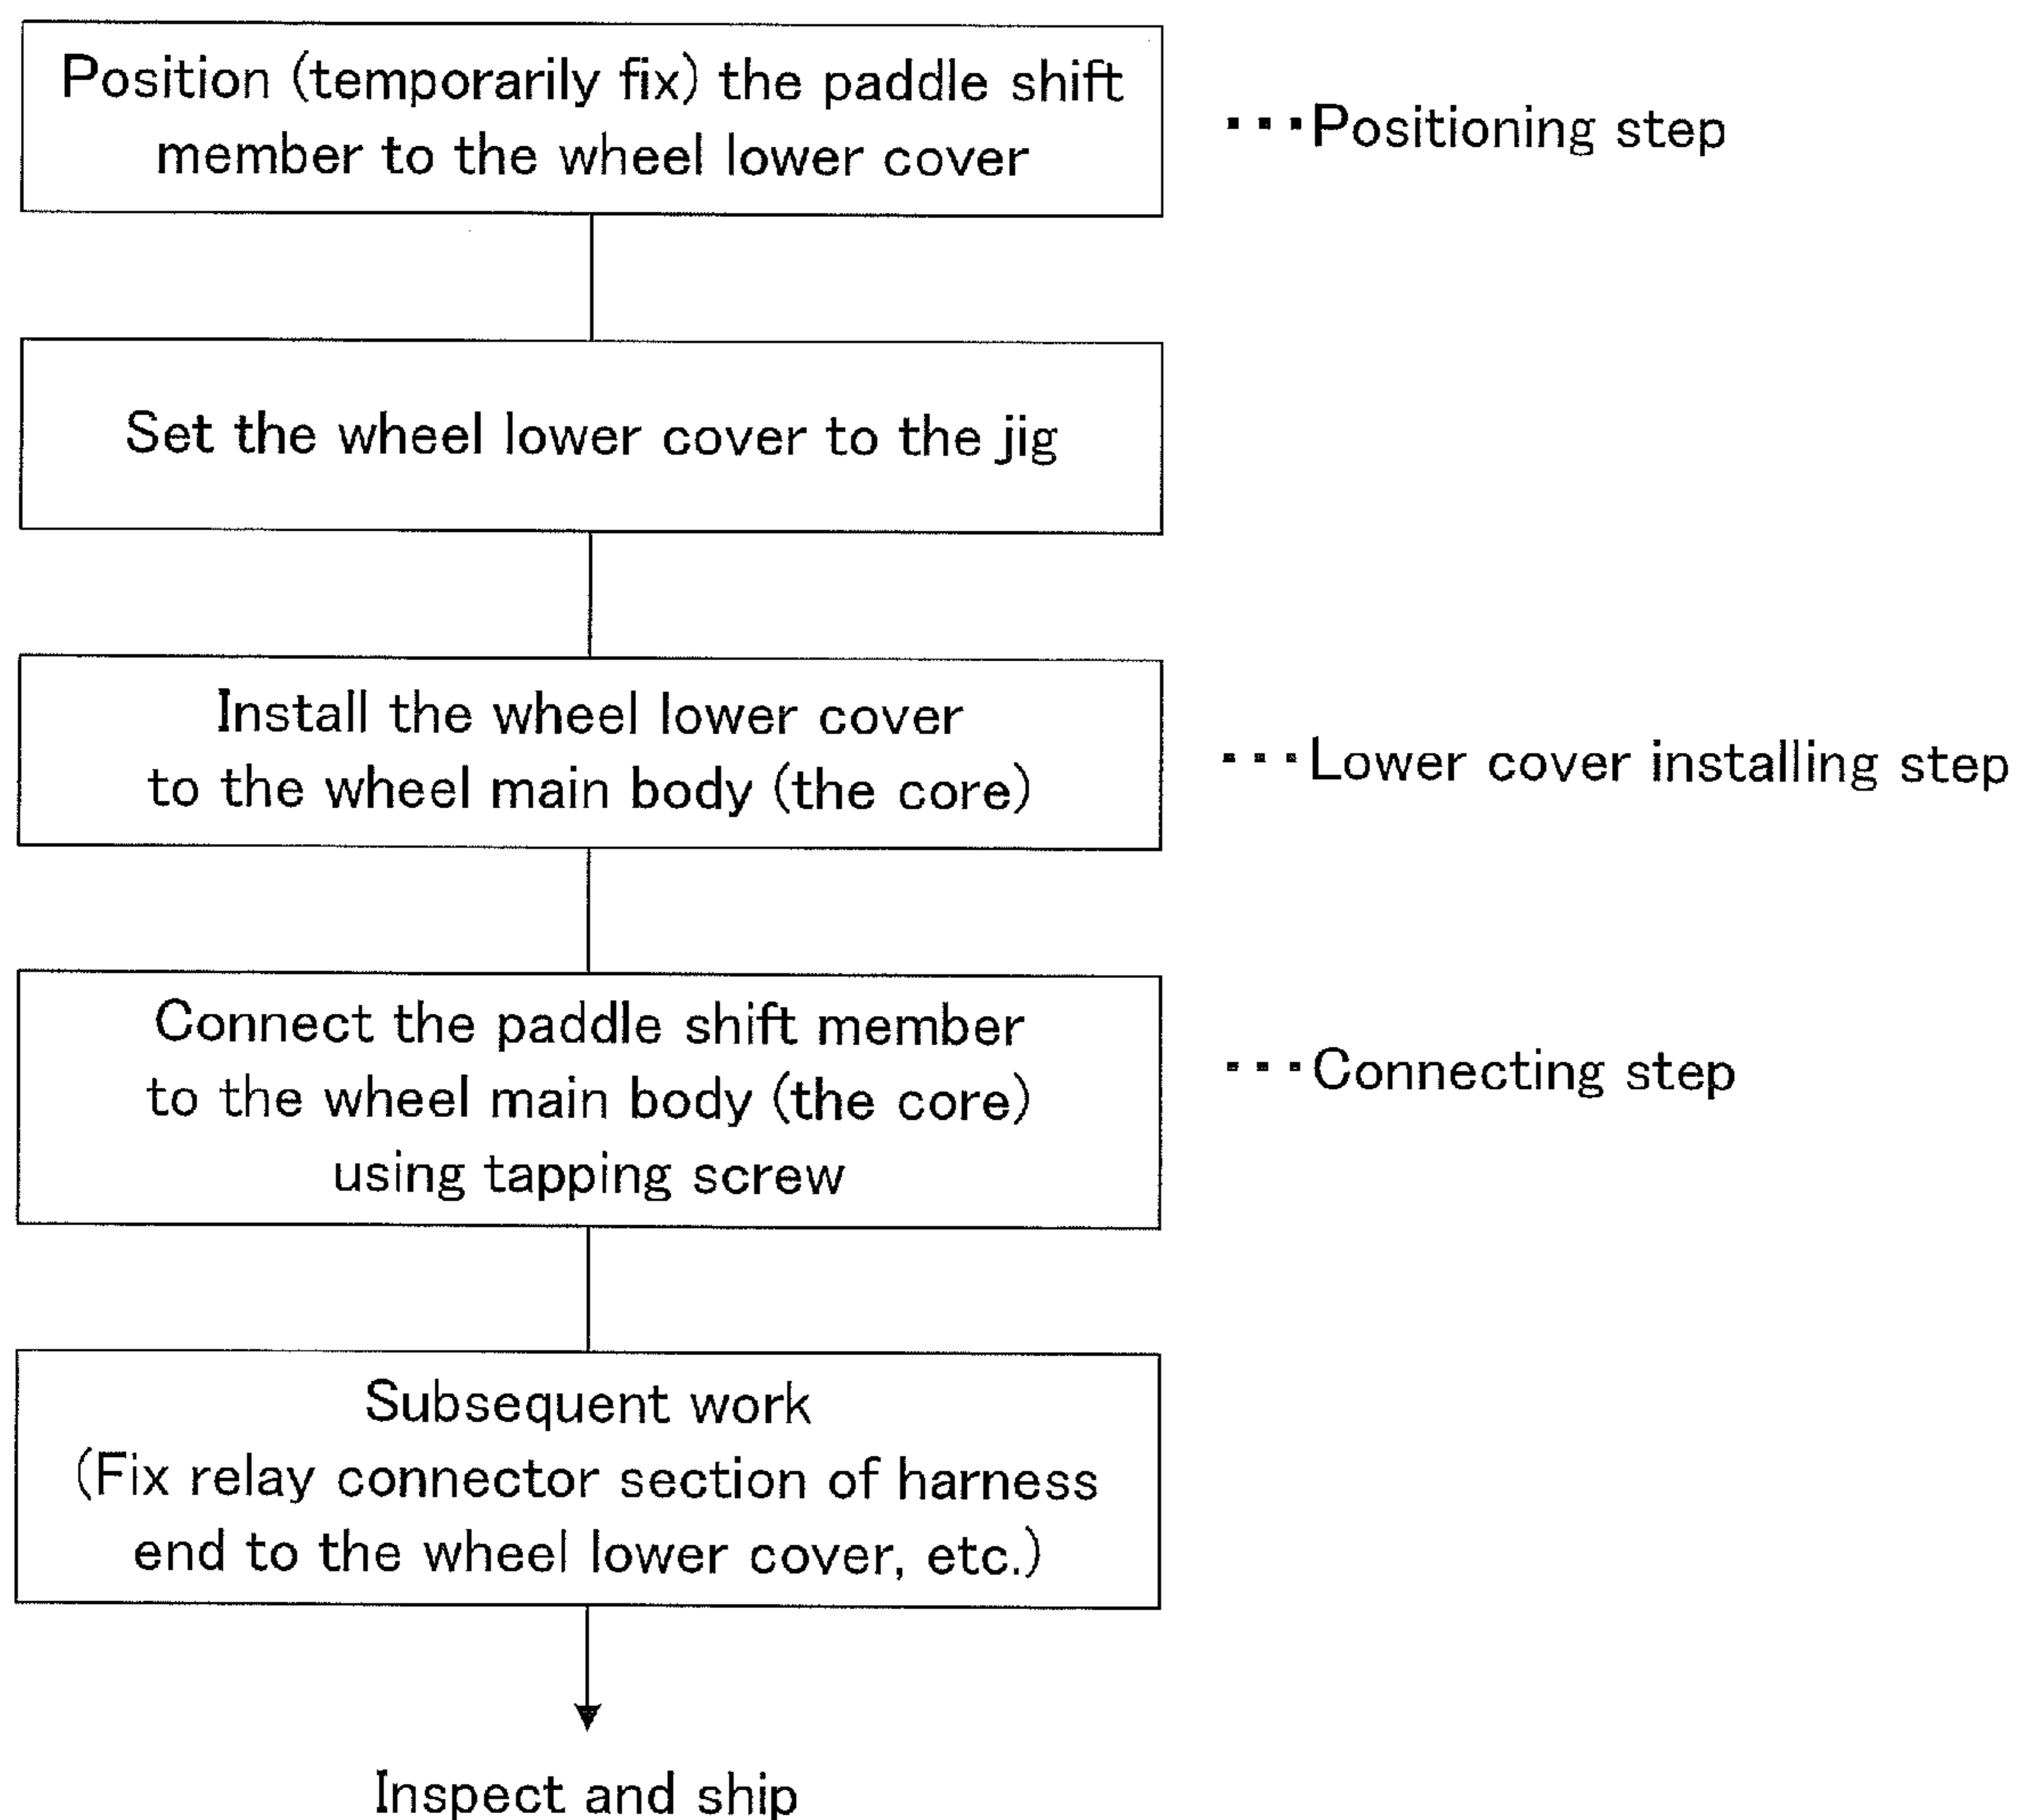 Position (temporarily fix) the paddle shift
member to the wheel lower cover
･･･Positioning step
Set the wheel lower cover to the jig
Install the wheel lower cover
to the wheel main body (the core)
･･･Lower cover installing step
Connect the paddle shift member
to the wheel main body (the core)
using tapping screw
･･･Connecting step
Subsequent work
(Fix relay connector section of harness
end to the wheel lower cover, etc.)
Inspect and ship